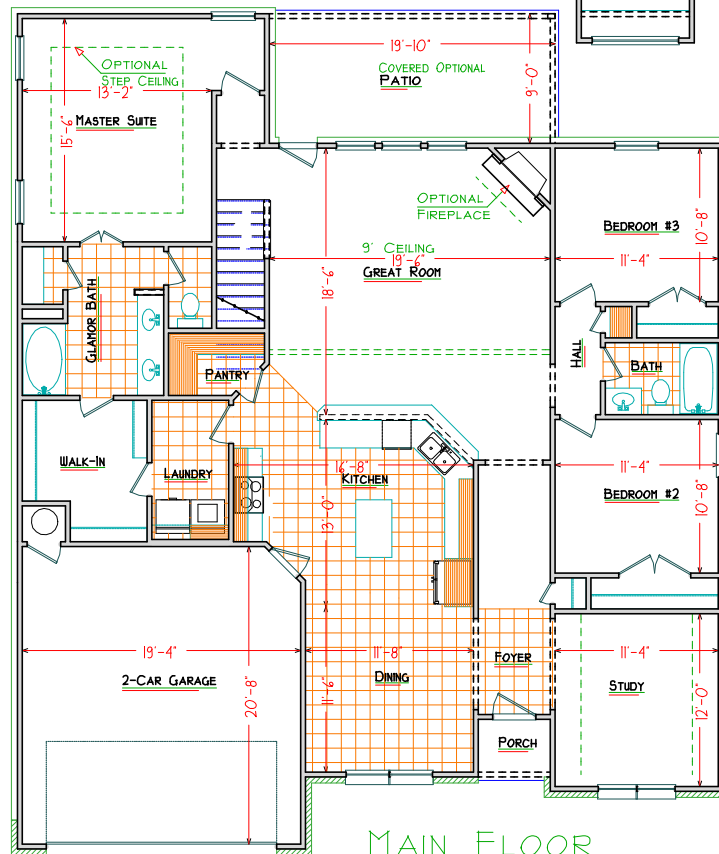 19'-10"
COVERED OPTIONAL
PATIO
9'-0"
OPTIONAL
STEP CEILING
13'-2"
MASTER SUITE
15'-6"
OPTIONAL
FIREPLACE
9' CEILING
19'-6"
GREAT ROOM
18'-6"
BEDROOM #3
11'-4"
10'-8"
GLAMOR BATH
HALL
BATH
PANTRY
WALK-IN
LAUNDRY
16'-8"
KITCHEN
13'-0"
11'-4"
BEDROOM #2
10'-8"
19'-4"
2-CAR GARAGE
20'-8"
11'-8"
DINING
11'-6"
FOYER
PORCH
11'-4"
STUDY
12'-0"
MAIN FLOOR